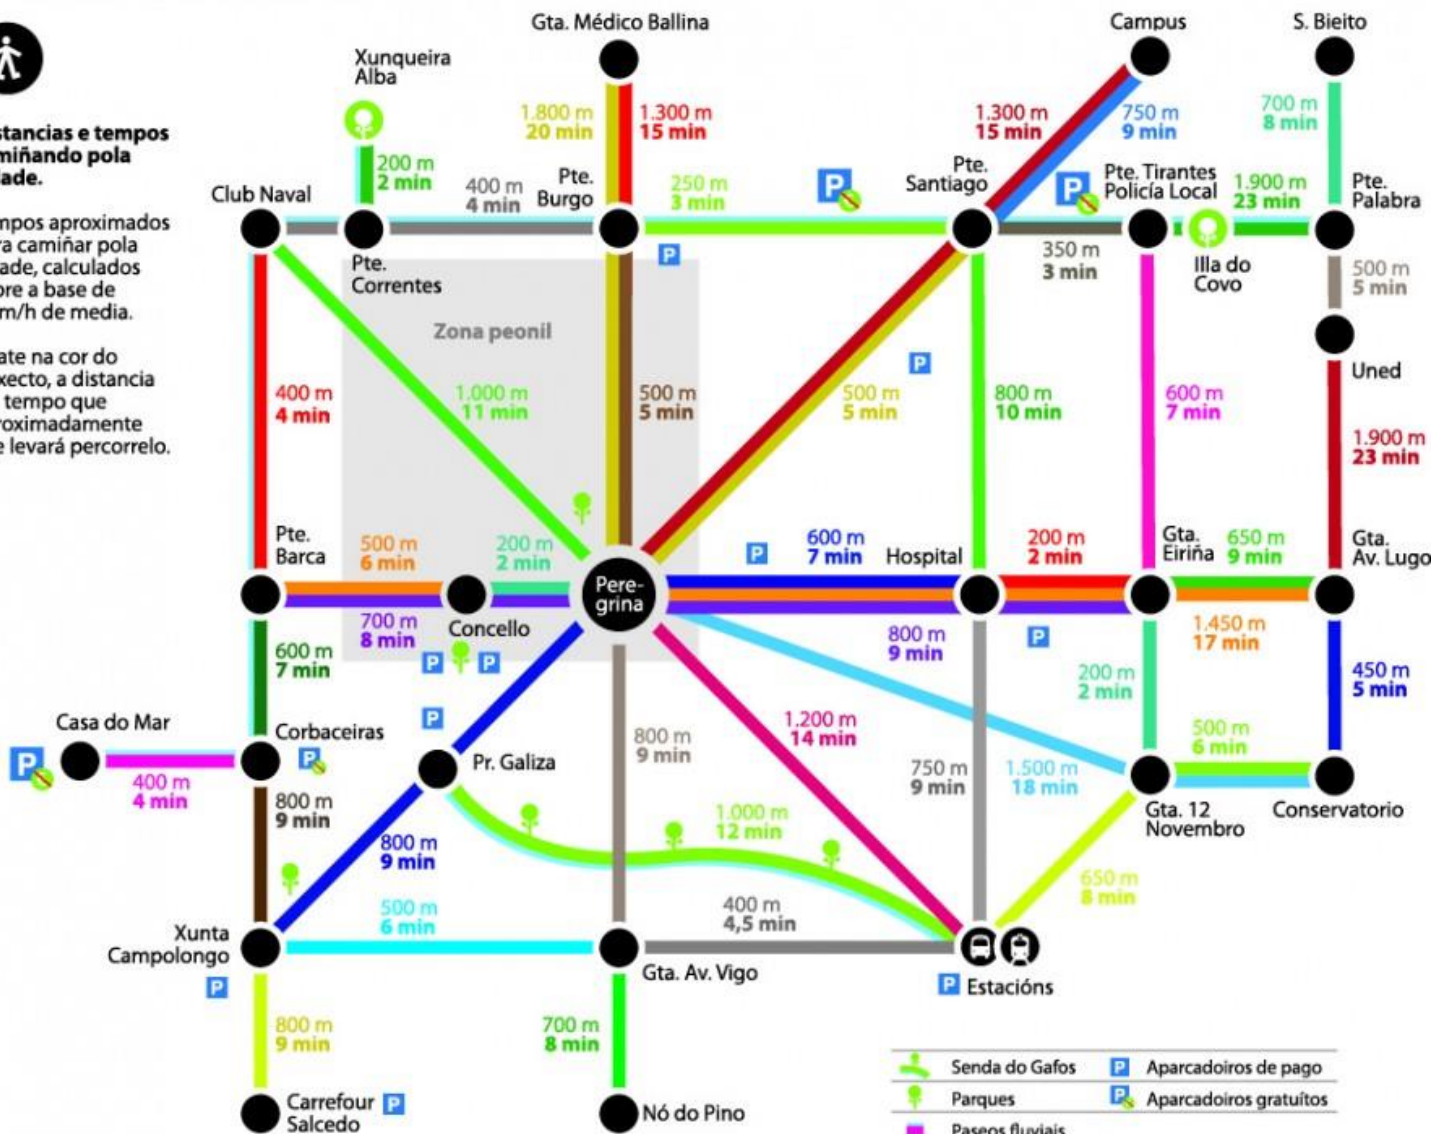 Gta. Médico Ballina
Campus
S. Bieito
Xunqueira
Alba
stancias e tempos
miñando pola
dade.
1.800 m
20 min
1.300 m
15 min
1.300 m
15 min
750 m
9 min
700 m
8 min
200 m
2 min
400 m
4 min
Pte.
Burgo
250 m
3 min
P
Pte.
Santiago
P
Pte. Tirantes
Policía Local
1.900 m
23 min
Pte.
Palabra
Club Naval
mpos aproximados
ra camiñar pola
dade, calculados
bre a base de
m/h de media.
Pte.
Correntes
P
350 m
3 min
Illa do
Covo
500 m
5 min
Zona peonil
ate na cor do
xecto, a distancia
tempo que
roximadamente
e levará percorrelo.
P
Uned
400 m
4 min
1.000 m
11 min
500 m
5 min
500 m
5 min
800 m
10 min
600 m
7 min
1.900 m
23 min
Pte.
Barca
500 m
6 min
200 m
2 min
P
600 m
7 min
Hospital
200 m
2 min
Gta.
Eiriña
650 m
9 min
Gta.
Av. Lugo
Pere-
grina
700 m
8 min
Concello
P
P
800 m
9 min
P
1.450 m
17 min
600 m
7 min
200 m
2 min
450 m
5 min
Casa do Mar
P
Corbaceiras
P
P
Pr. Galiza
800 m
9 min
1.200 m
14 min
500 m
6 min
400 m
4 min
800 m
9 min
750 m
9 min
1.500 m
18 min
Gta. 12
Novembro
Conservatorio
800 m
9 min
1.000 m
12 min
650 m
8 min
500 m
6 min
400 m
4,5 min
Xunta
Campolongo
P
Gta. Av. Vigo
P
Estacións
800 m
9 min
700 m
8 min
Carrefour
Salcedo
P
Nó do Pino
Senda do Gafos
P
Aparcadoiros de pago
Parques
P
Aparcadoiros gratuítos
Paseos fluviais